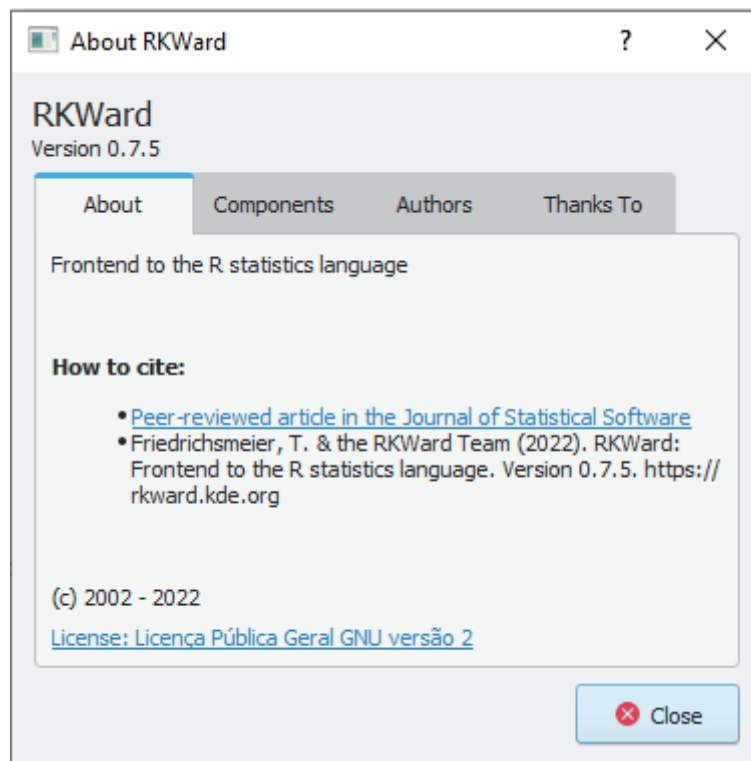 About RKWard
?
RKWard
Version 0.7.5
About Components Authors Thanks To
Frontend to the R statistics language
How to cite:
• Peer-reviewed article in the Journal of Statistical Software
• Friedrichsmeier, T. & the RKWard Team (2022). RKWard:
Frontend to the R statistics language. Version 0.7.5. https://
rkward.kde.org
(c) 2002 - 2022
License: Licença Pública Geral GNU versão 2
Close